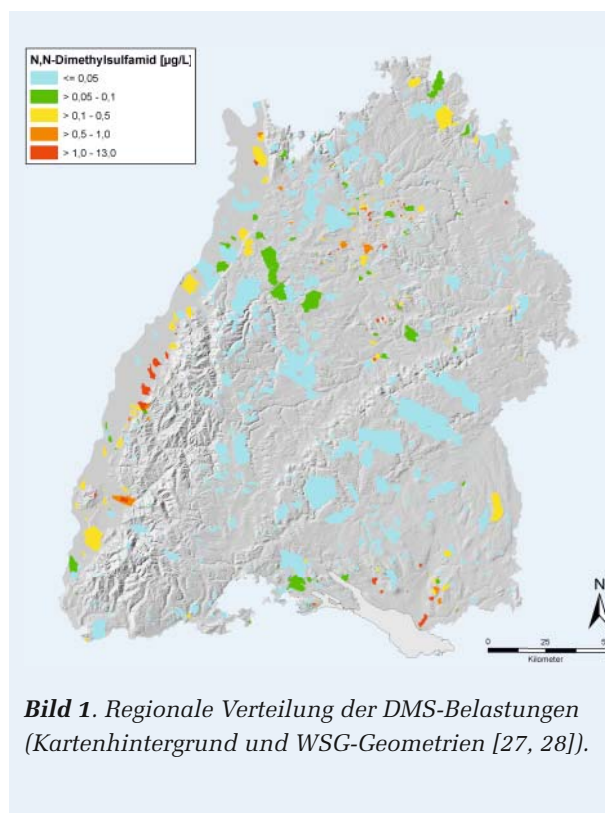 N,N-Dimethylsulfamid [µg/L]
<= 0,05
> 0,05 - 0,1
> 0,1 - 0,5
> 0,5 - 1,0
> 1,0 - 13,0
N
0 25 5
Kilometer
Bild 1. Regionale Verteilung der DMS-Belastungen
(Kartenhintergrund und WSG-Geometrien [27, 28]).